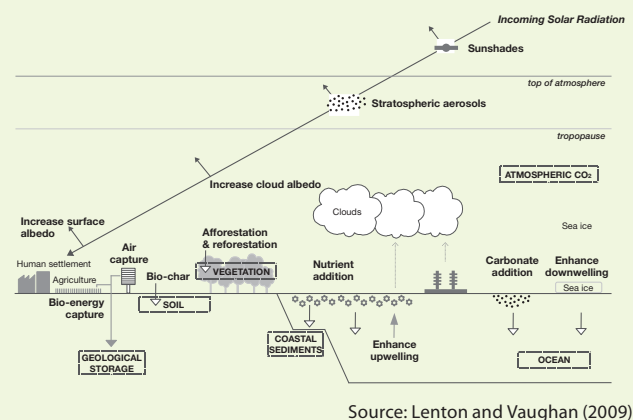 Incoming Solar Radiation
Sunshades
top of atmosphere
Stratospheric aerosols
tropopause
ATMOSPHERIC CO₂
Increase cloud albedo
Clouds
Sea ice
Increase surface
albedo
Human settlement
Agriculture
Bio-energy
capture
Air
capture
Bio-char
SOIL
Afforestation
& reforestation
VEGETATION
GEOLOGICAL
STORAGE
Nutrient
addition
COASTAL
SEDIMENTS
Enhance
upwelling
Carbonate
addition
Enhance
downwelling
Sea ice
OCEAN
Source: Lenton and Vaughan (2009)